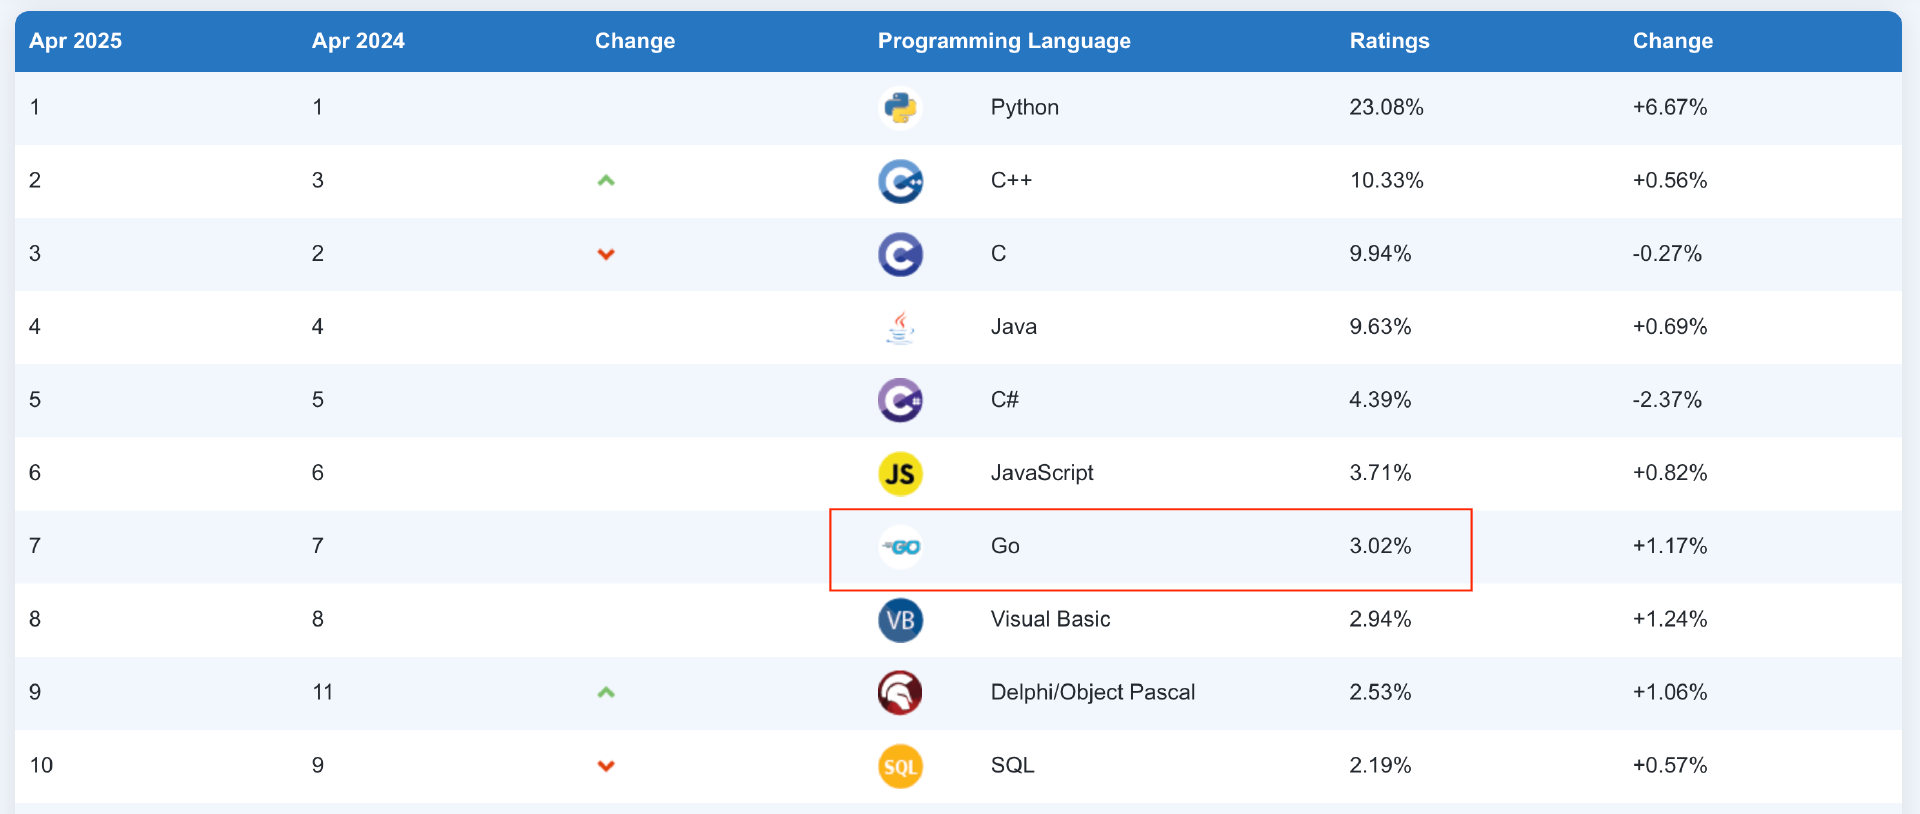 Apr 2025 Apr 2024 Change Programming Language Ratings Change
1 1 Python 23.08% +6.67%
2 3 C++ C++ 10.33% +0.56%
3 2 C C 9.94% -0.27%
4 4 Java 9.63% +0.69%
5 5 C# C# 4.39% -2.37%
6 6 JS JavaScript 3.71% +0.82%
7 7 GO Go 3.02% +1.17%
8 8 VB Visual Basic 2.94% +1.24%
9 11 Delphi/Object Pascal 2.53% +1.06%
10 9 SQL SQL 2.19% +0.57%